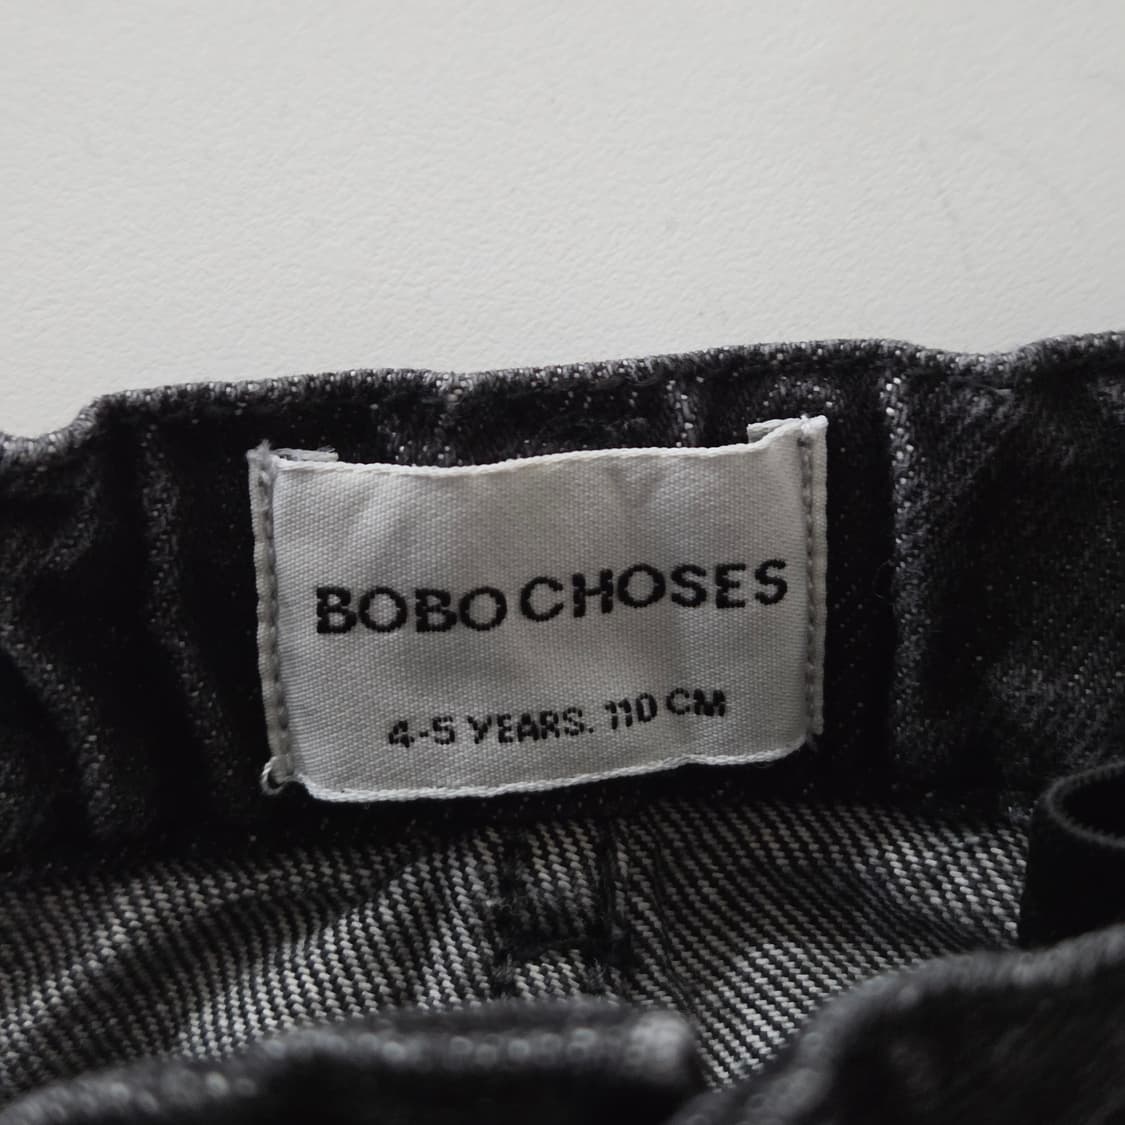 BOBO CHOSES
4-5 YEARS. 110 CM